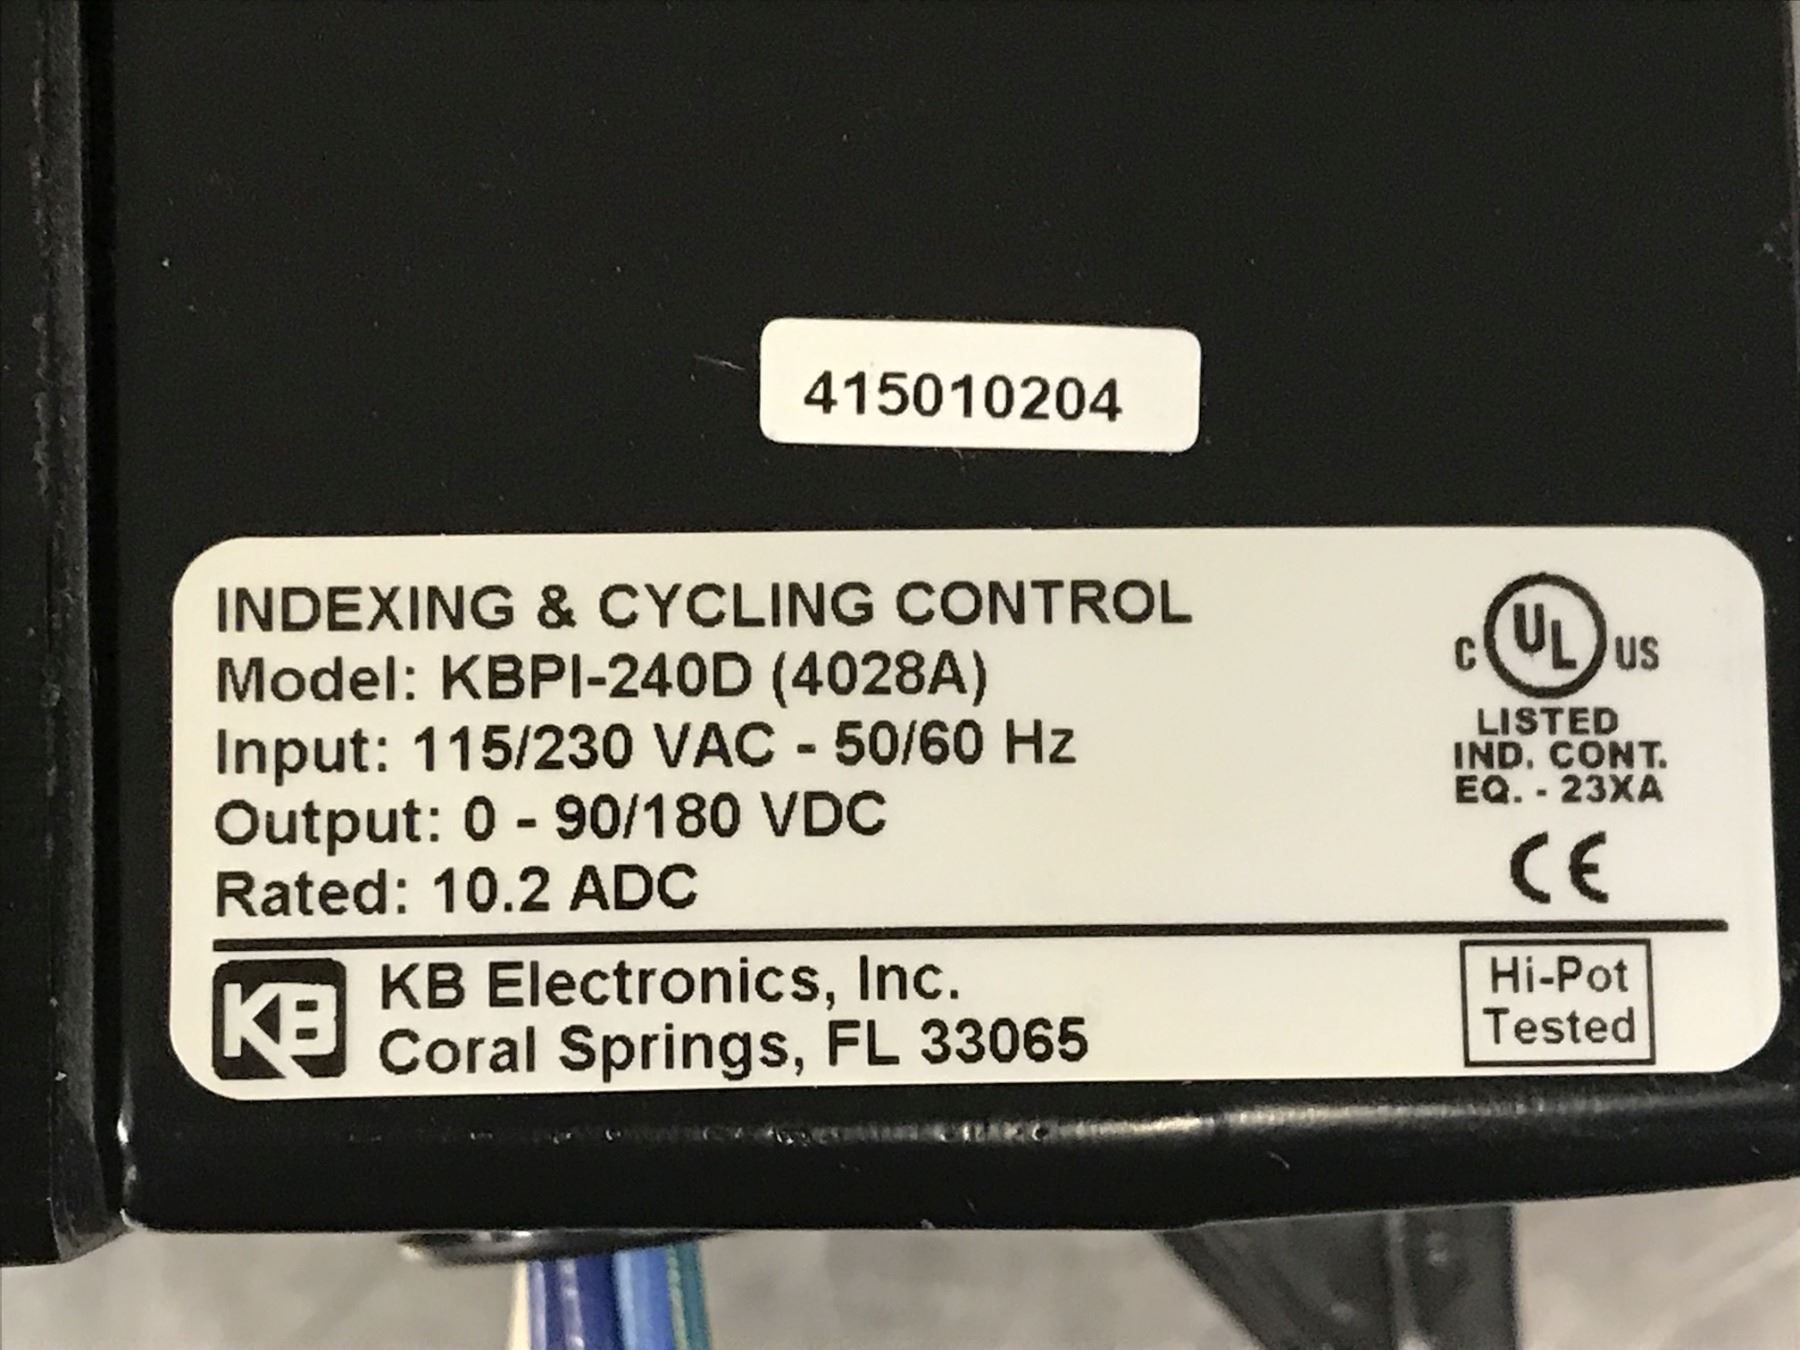 415010204
INDEXING & CYCLING CONTROL
Model: KBPI-240D (4028A)
Input: 115/230 VAC - 50/60 Hz
Output: 0 - 90/180 VDC
Rated: 10.2 ADC
C UL US
LISTED
IND. CONT.
EQ. - 23XA
CE
KB
KB Electronics, Inc.
Coral Springs, FL 33065
Hi-Pot
Tested